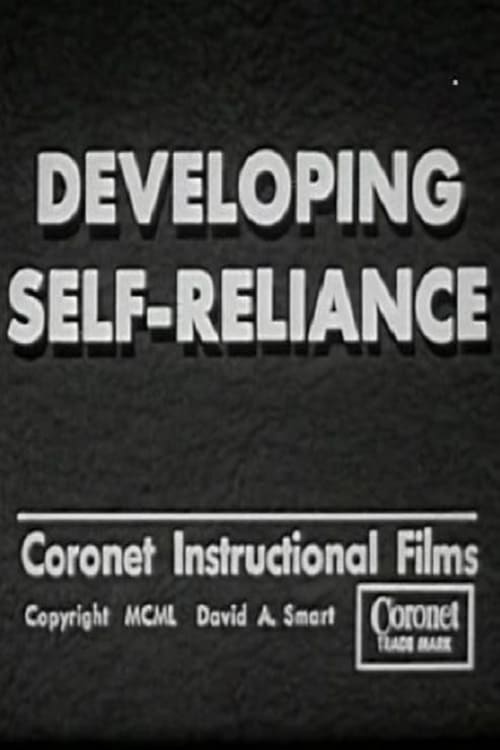 DEVELOPING
SELF-RELIANCE
Coronet Instructional Films
Copyright MCML David A. Smart
Coronet
TRADE MARK